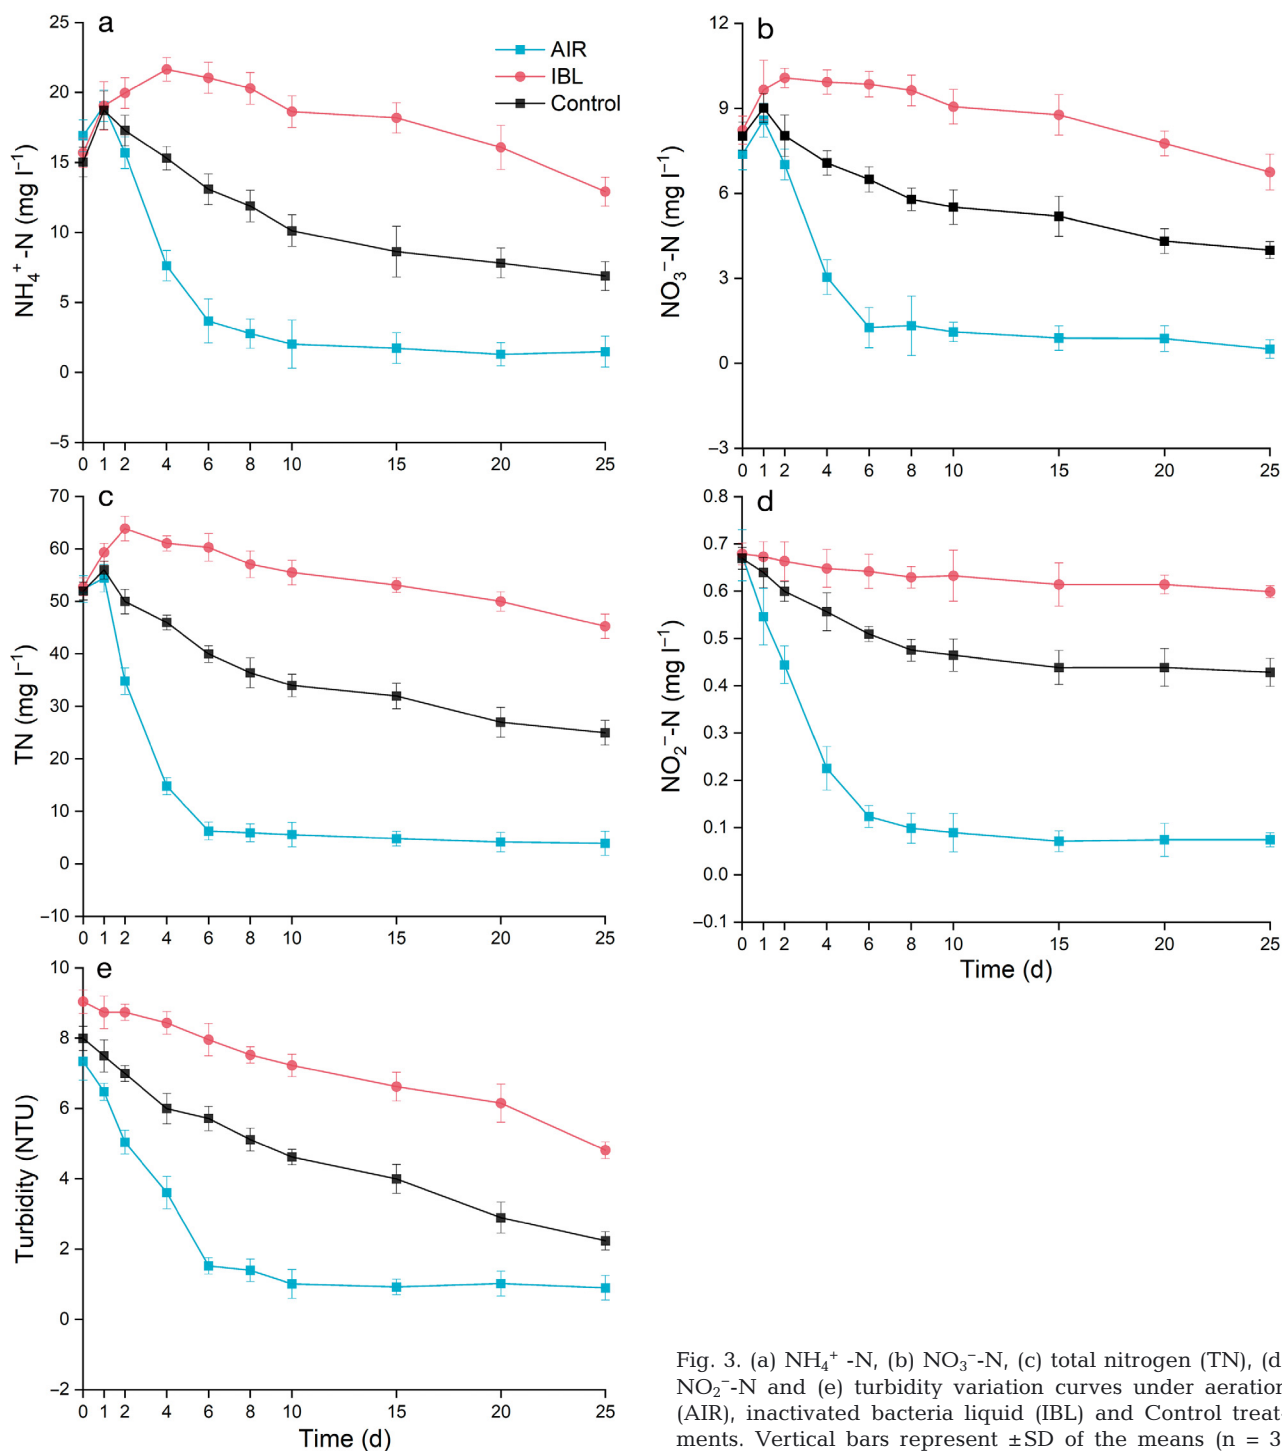 a
AIR
IBL
Control
NH₄⁺ -N (mg l⁻¹)
25
20
15
10
5
0
–5
0 1 2 4 6 8 10 15 20 25
b
NO₃⁻-N (mg l⁻¹)
12
9
6
3
0
–3
0 1 2 4 6 8 10 15 20 25
c
TN (mg l⁻¹)
70
60
50
40
30
20
10
0
–10
0 1 2 4 6 8 10 15 20 25
d
NO₂⁻-N (mg l⁻¹)
0.8
0.7
0.6
0.5
0.4
0.3
0.2
0.1
0.0
–0.1
0 1 2 4 6 8 10 15 20 25
Time (d)
e
Turbidity (NTU)
10
8
6
4
2
0
–2
0 1 2 4 6 8 10 15 20 25
Time (d)
Fig. 3. (a) NH₄⁺ -N, (b) NO₃⁻-N, (c) total nitrogen (TN), (d
NO₂⁻-N and (e) turbidity variation curves under aeration
(AIR), inactivated bacteria liquid (IBL) and Control treat-
ments. Vertical bars represent ±SD of the means (n = 3